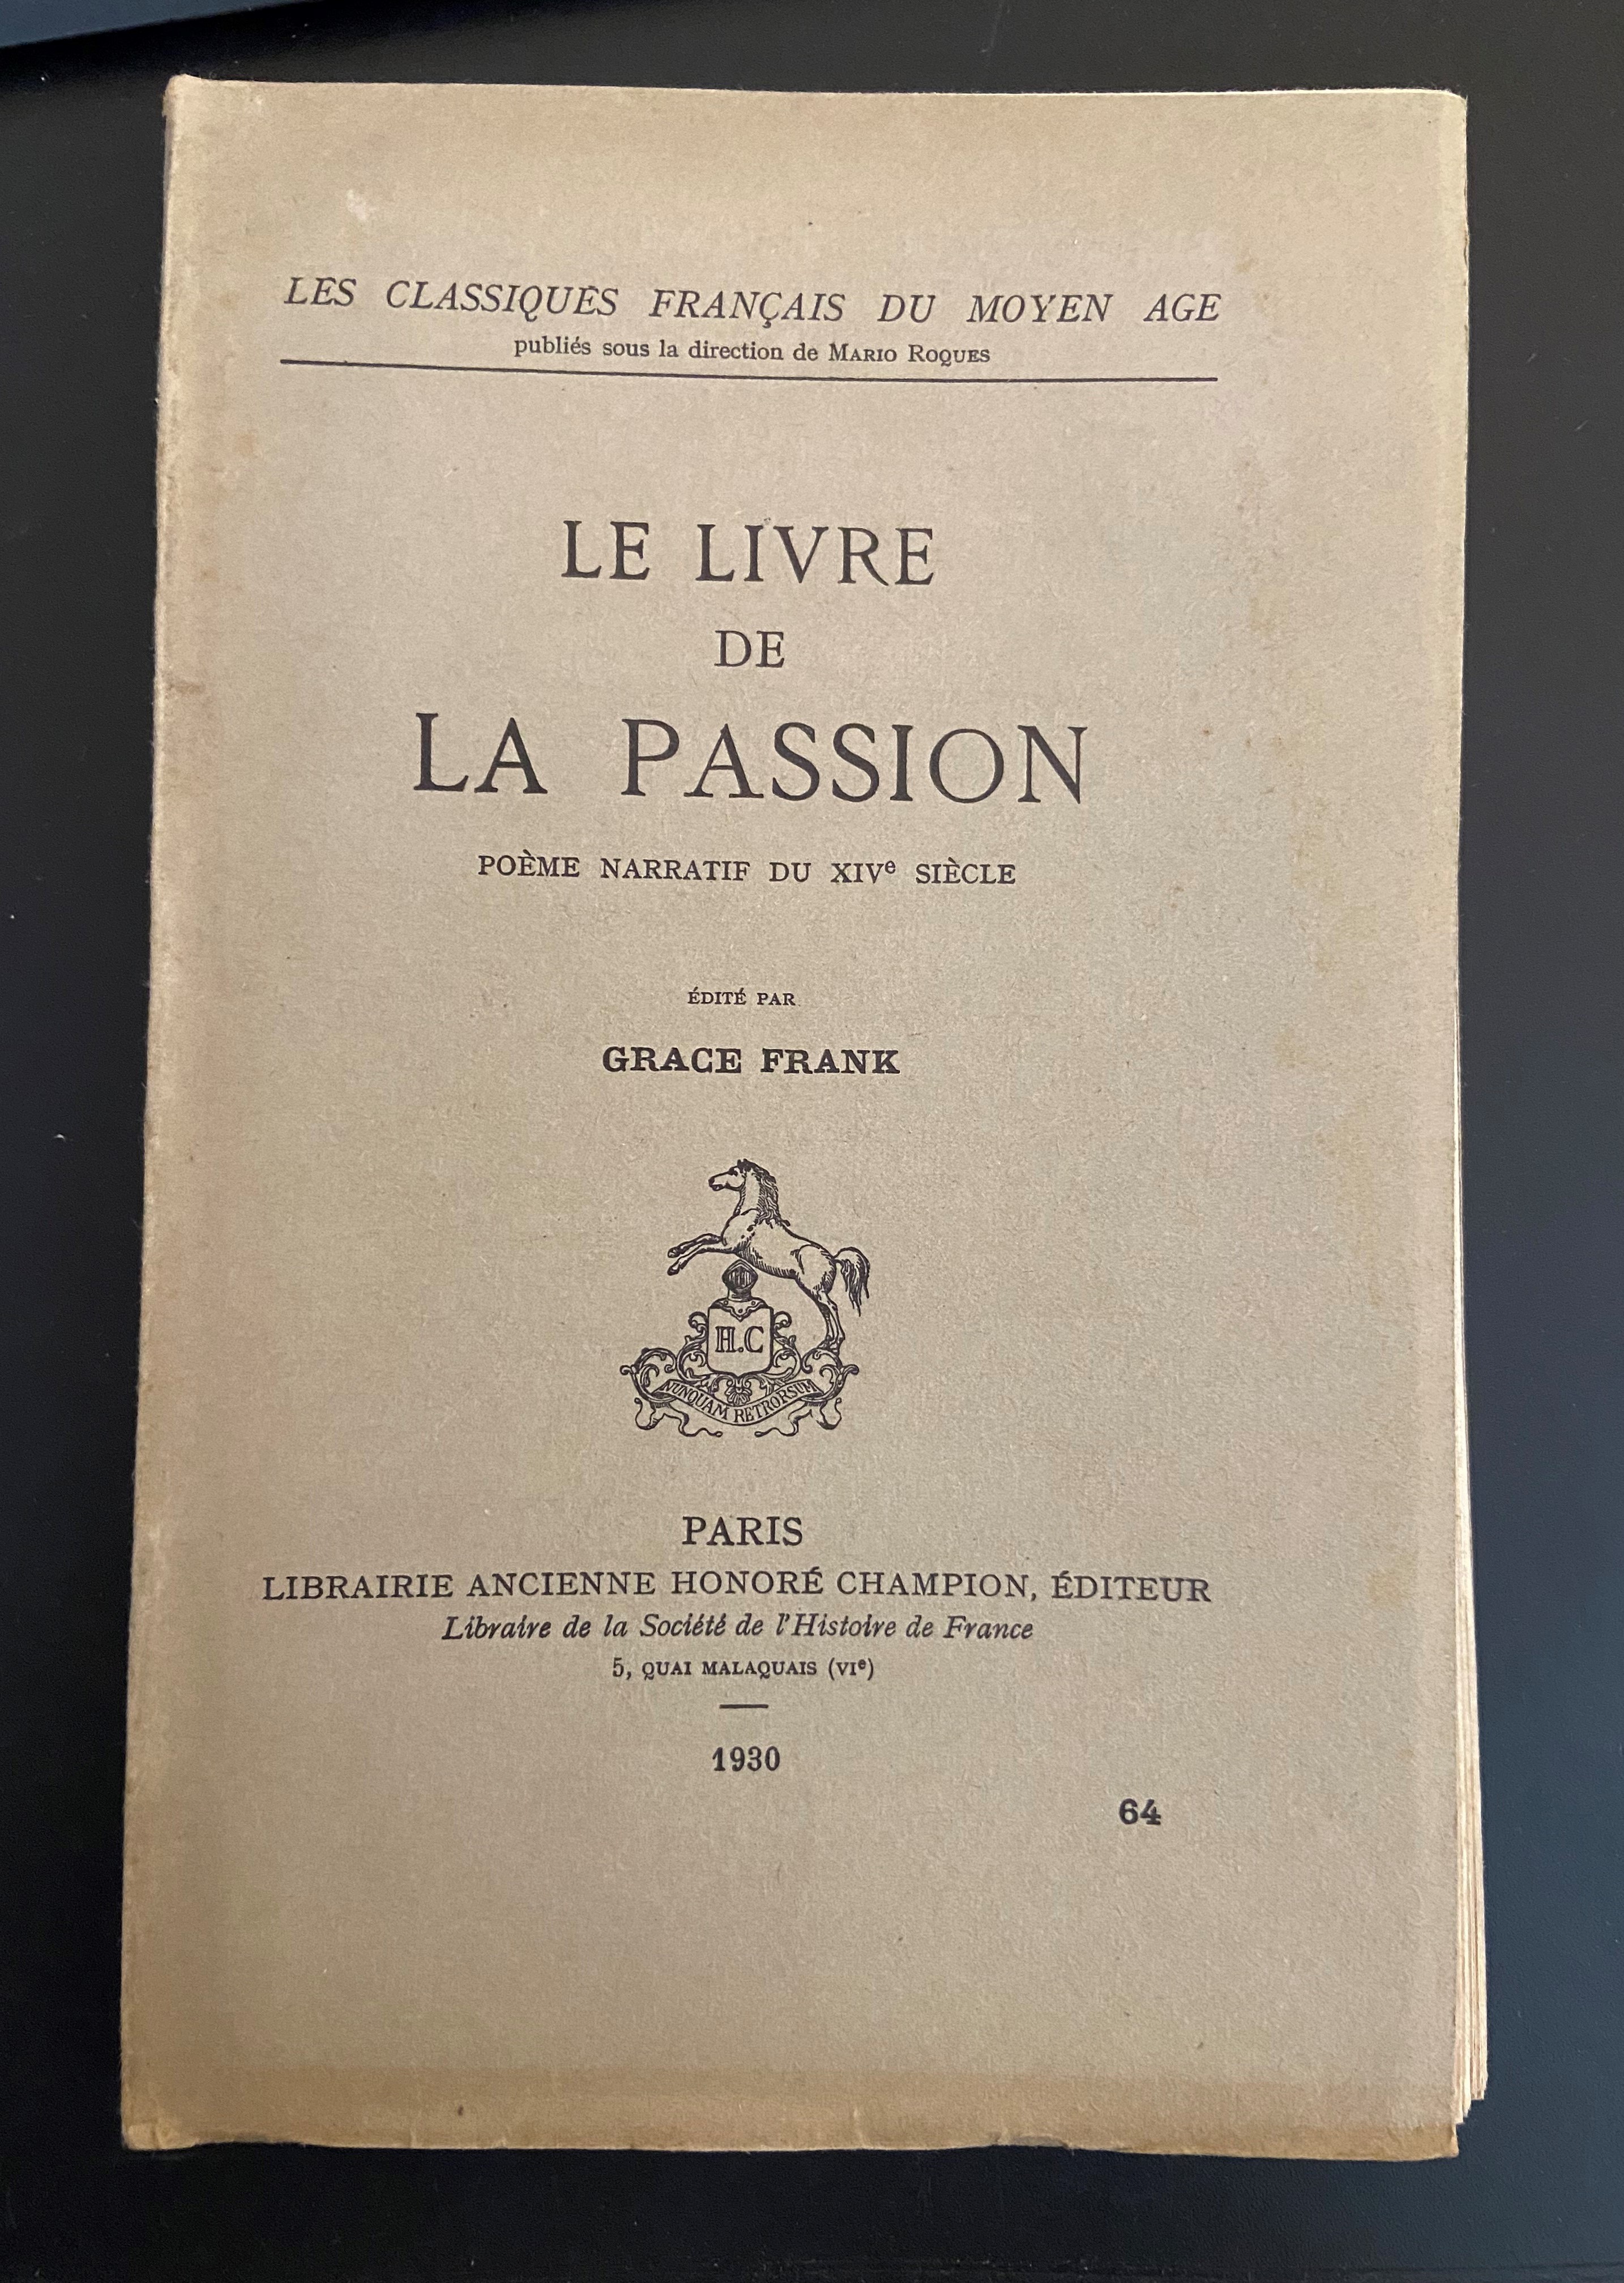 LES CLASSIQUES FRANÇAIS DU MOYEN AGE
publiés sous la direction de MARIO ROQUES
LE LIVRE
DE
LA PASSION
POÈME NARRATIF DU XIVe SIÈCLE
ÉDITÉ PAR
GRACE FRANK
H.C
NUNQUAM RETRORSUM
PARIS
LIBRAIRIE ANCIENNE HONORÉ CHAMPION, ÉDITEUR
Libraire de la Société de l'Histoire de France
5, QUAI MALAQUAIS (VIe)
1930
64